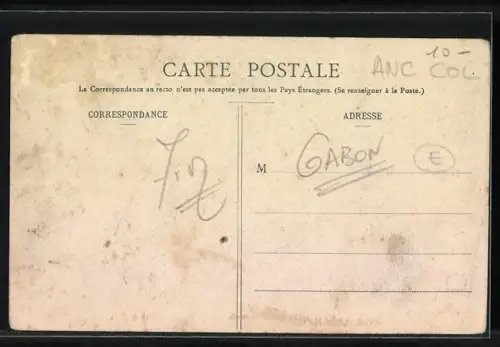 10-
ANC COL
CARTE POSTALE
La Correspondance au recto n'est pas acceptée par tous les Pays Étrangers. (Se renseigner à la Poste.)
CORRESPONDANCE
ADRESSE
M
GABON
E